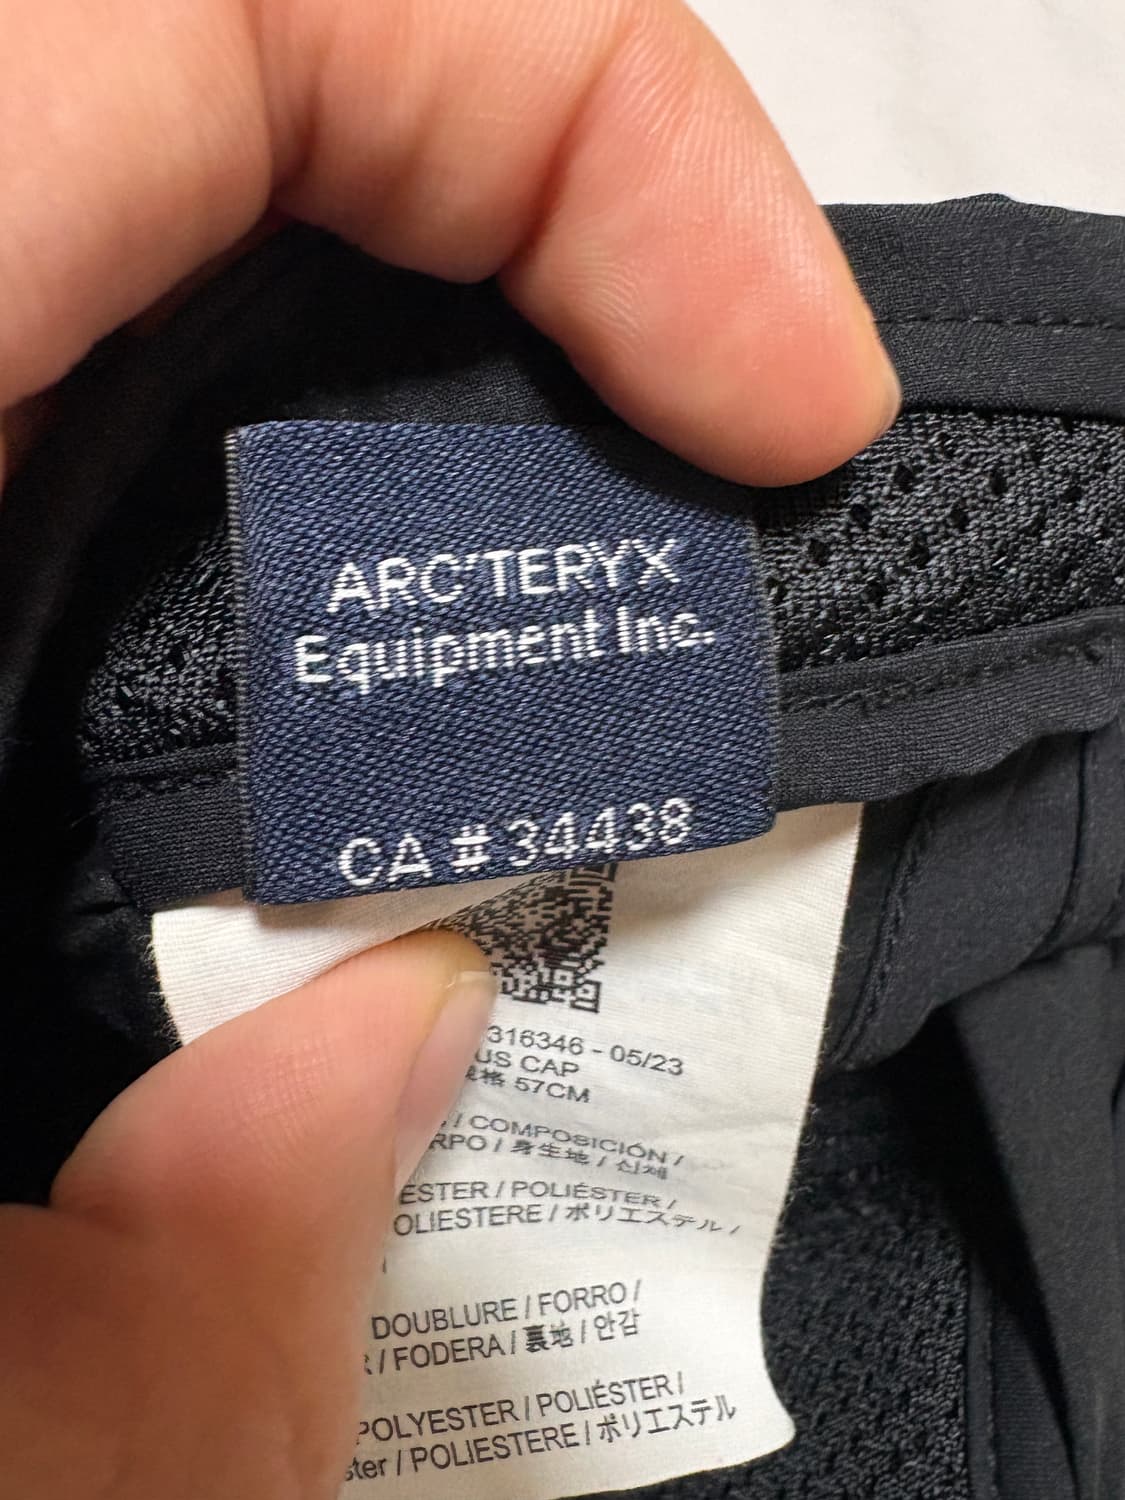 ARC'TERYX
Equipment Inc.
CA # 34438
316346 - 05/23
US CAP
格 57CM
/ COMPOSICIÓN /
RPO / 身生地 / 신체
ESTER / POLIÉSTER /
OLIESTERE / ポリエステル /
DOUBLURE / FORRO /
R / FODERA / 裏地 / 안감
POLYESTER / POLIÉSTER /
ster / POLIESTERE / ポリエステル